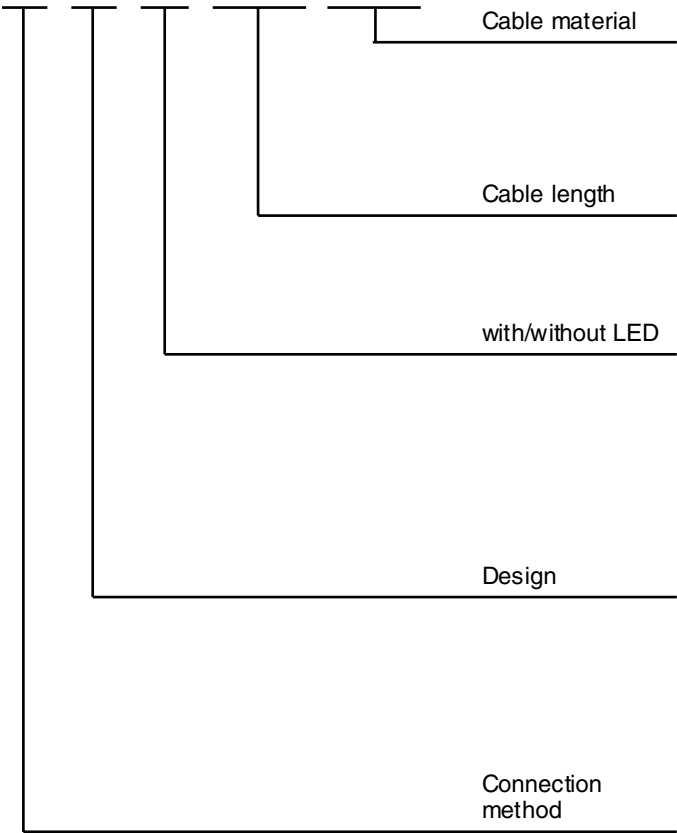 Cable material
Cable length
with/without LED
Design
Connection
method